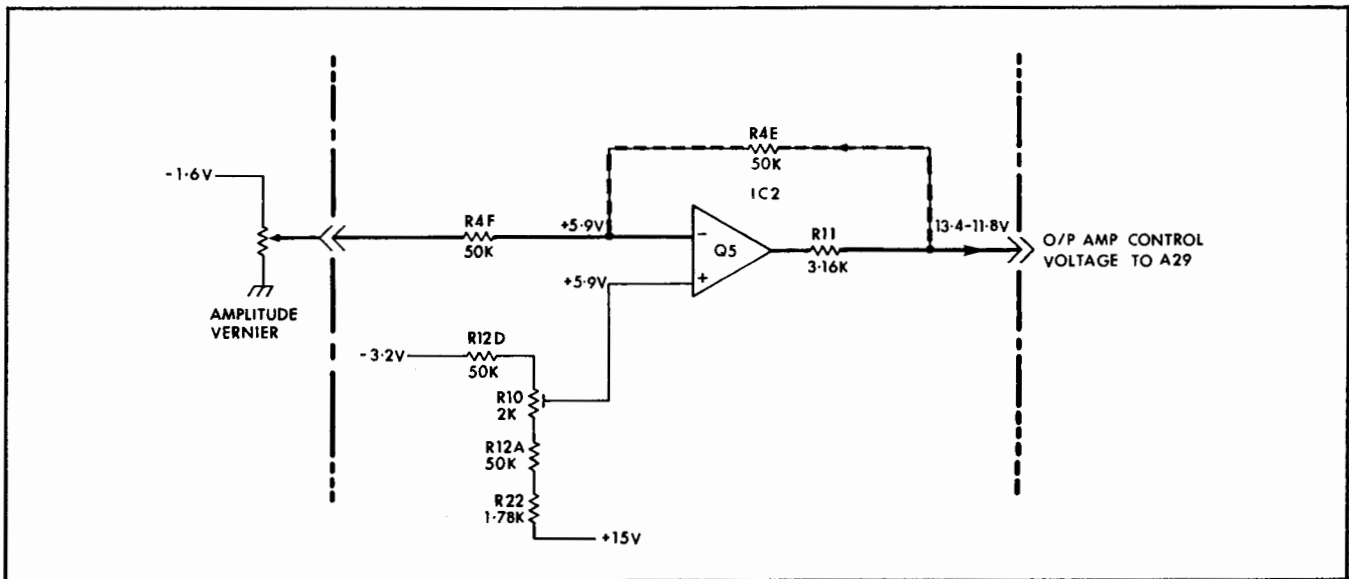 -1·6V
AMPLITUDE
VERNIER
R4F
50K
+5·9V
R4E
50K
IC2
-
Q5
+
+5·9V
R11
3·16K
13·4-11·8V
O/P AMP CONTROL
VOLTAGE TO A29
-3·2V
R12D
50K
R10
2K
R12A
50K
R22
1·78K
+15V